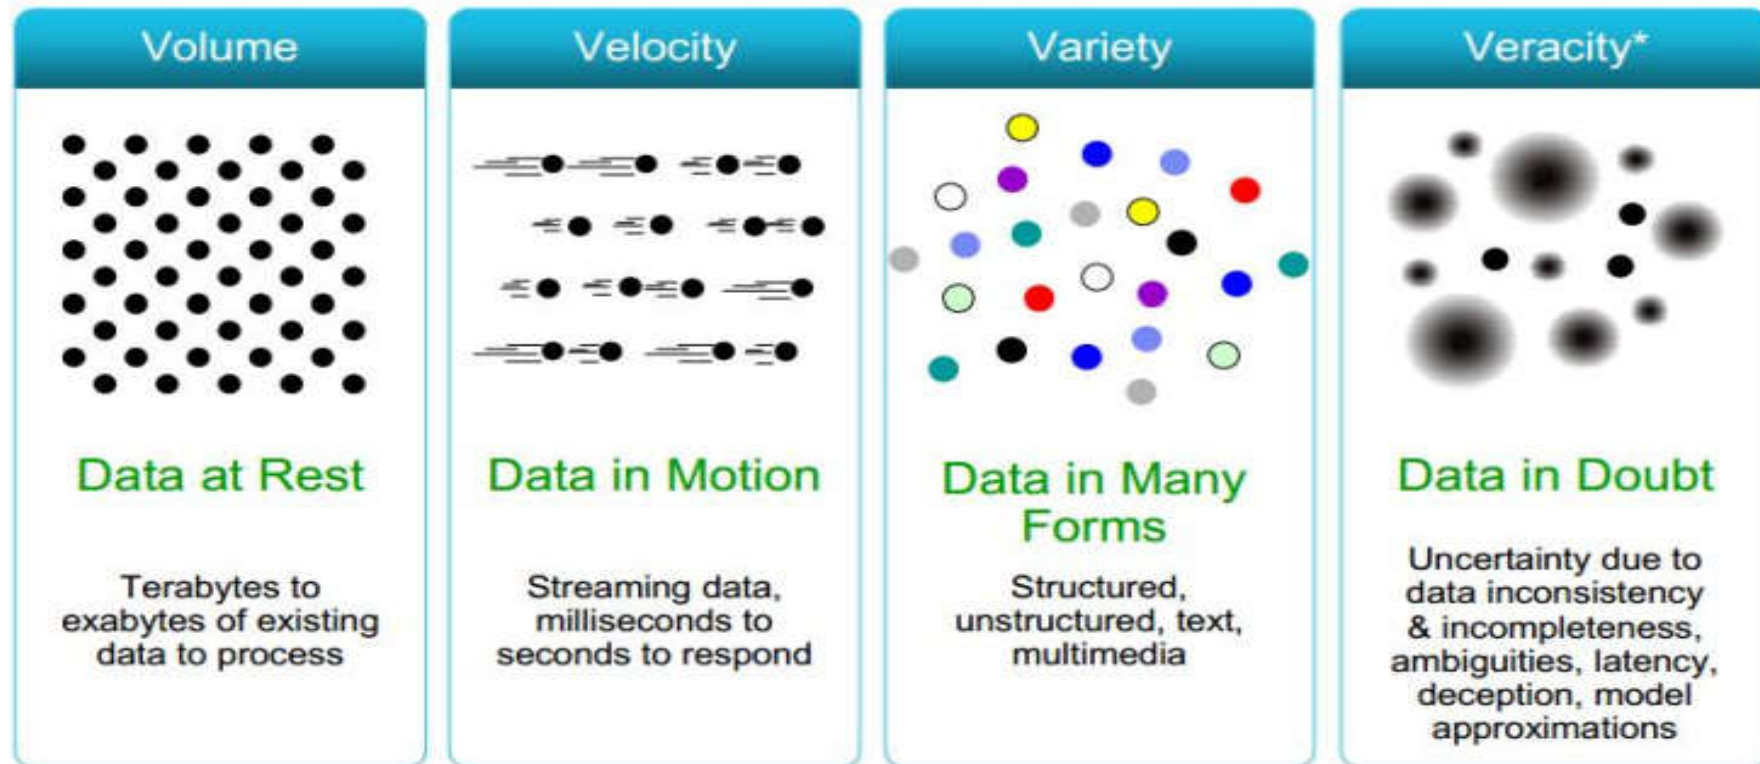 Volume
Data at Rest
Terabytes to
exabytes of existing
data to process
Velocity
Data in Motion
Streaming data,
milliseconds to
seconds to respond
Variety
Data in Many
Forms
Structured,
unstructured, text,
multimedia
Veracity*
Data in Doubt
Uncertainty due to
data inconsistency
& incompleteness,
ambiguities, latency,
deception, model
approximations